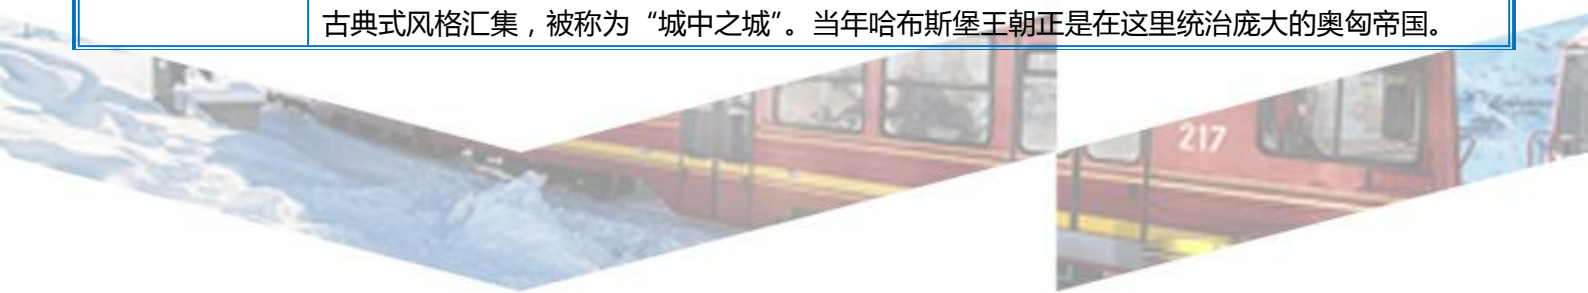 古典式风格汇集，被称为“城中之城”。当年哈布斯堡王朝正是在这里统治庞大的奥匈帝国。
217